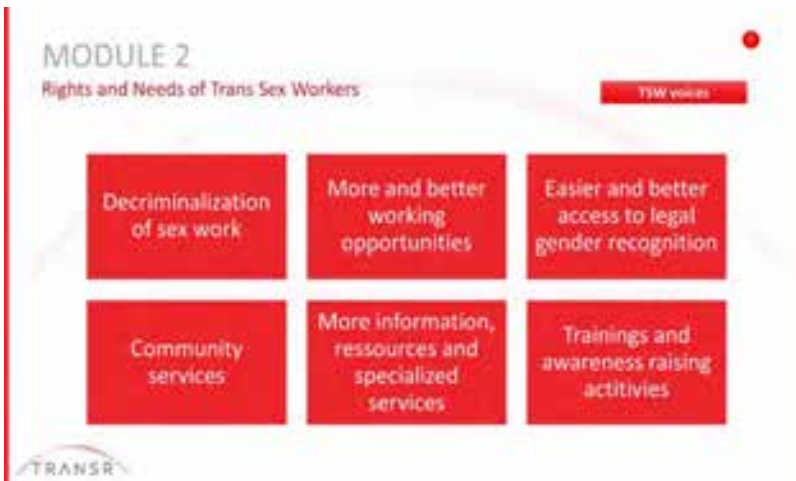 MODULE 2
Rights and Needs of Trans Sex Workers
TSW voices
Decriminalization
of sex work
More and better
working
opportunities
Easier and better
access to legal
gender recognition
Community
services
More information,
ressources and
specialized
services
Trainings and
awareness raising
actitivies
TRANSR